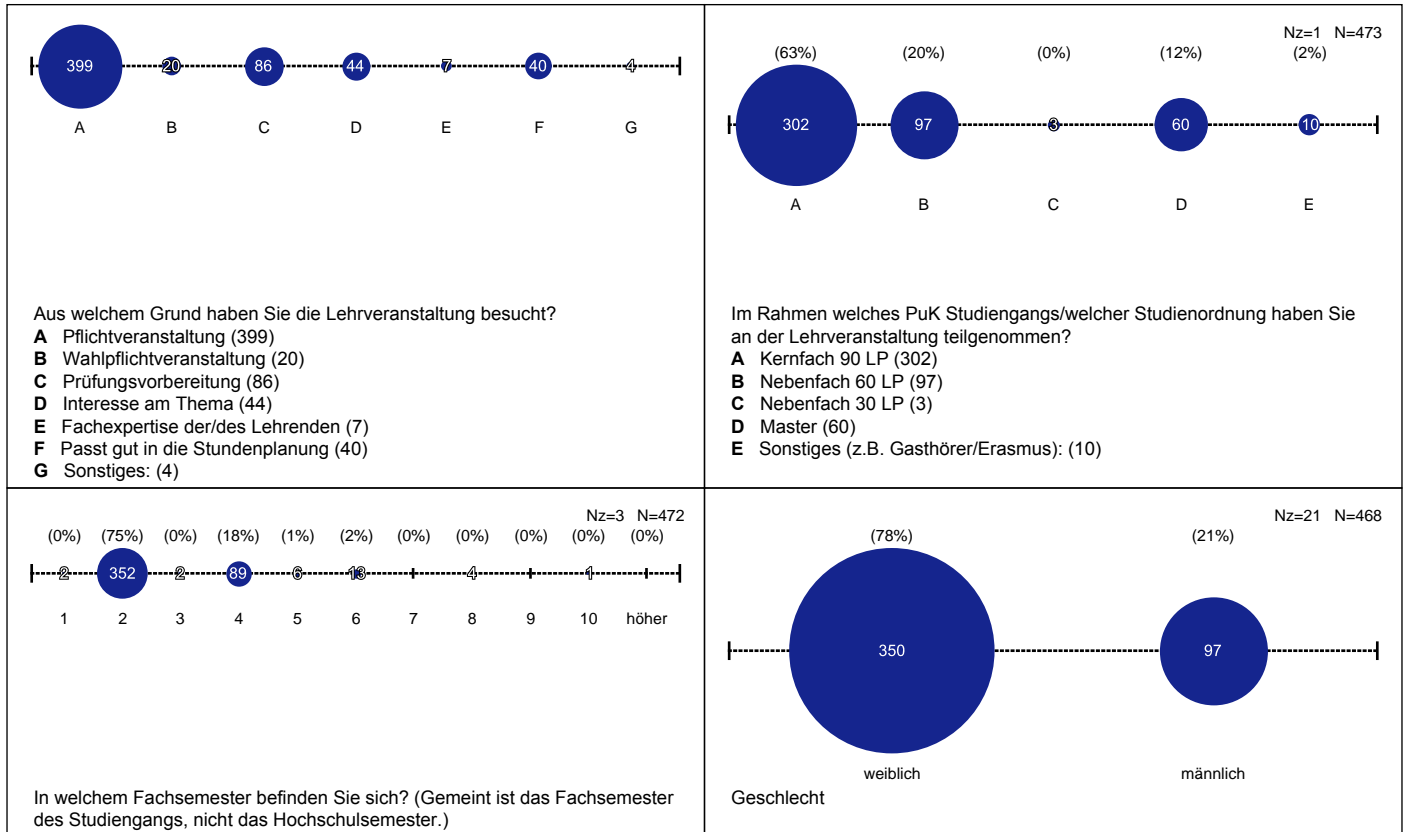 399 20 86 44 7 40 4
A B C D E F G
Aus welchem Grund haben Sie die Lehrveranstaltung besucht?
A Pflichtveranstaltung (399)
B Wahlpflichtveranstaltung (20)
C Prüfungsvorbereitung (86)
D Interesse am Thema (44)
E Fachexpertise der/des Lehrenden (7)
F Passt gut in die Stundenplanung (40)
G Sonstiges: (4)
Nz=1 N=473
(63%) (20%) (0%) (12%) (2%)
302 97 3 60 10
A B C D E
Im Rahmen welches PuK Studiengangs/welcher Studienordnung haben Sie
an der Lehrveranstaltung teilgenommen?
A Kernfach 90 LP (302)
B Nebenfach 60 LP (97)
C Nebenfach 30 LP (3)
D Master (60)
E Sonstiges (z.B. Gasthörer/Erasmus): (10)
Nz=3 N=472
(0%) (75%) (0%) (18%) (1%) (2%) (0%) (0%) (0%) (0%) (0%)
2 352 2 89 6 13 4 1
1 2 3 4 5 6 7 8 9 10 höher
In welchem Fachsemester befinden Sie sich? (Gemeint ist das Fachsemester
des Studiengangs, nicht das Hochschulsemester.)
Nz=21 N=468
(78%) (21%)
350 97
weiblich männlich
Geschlecht